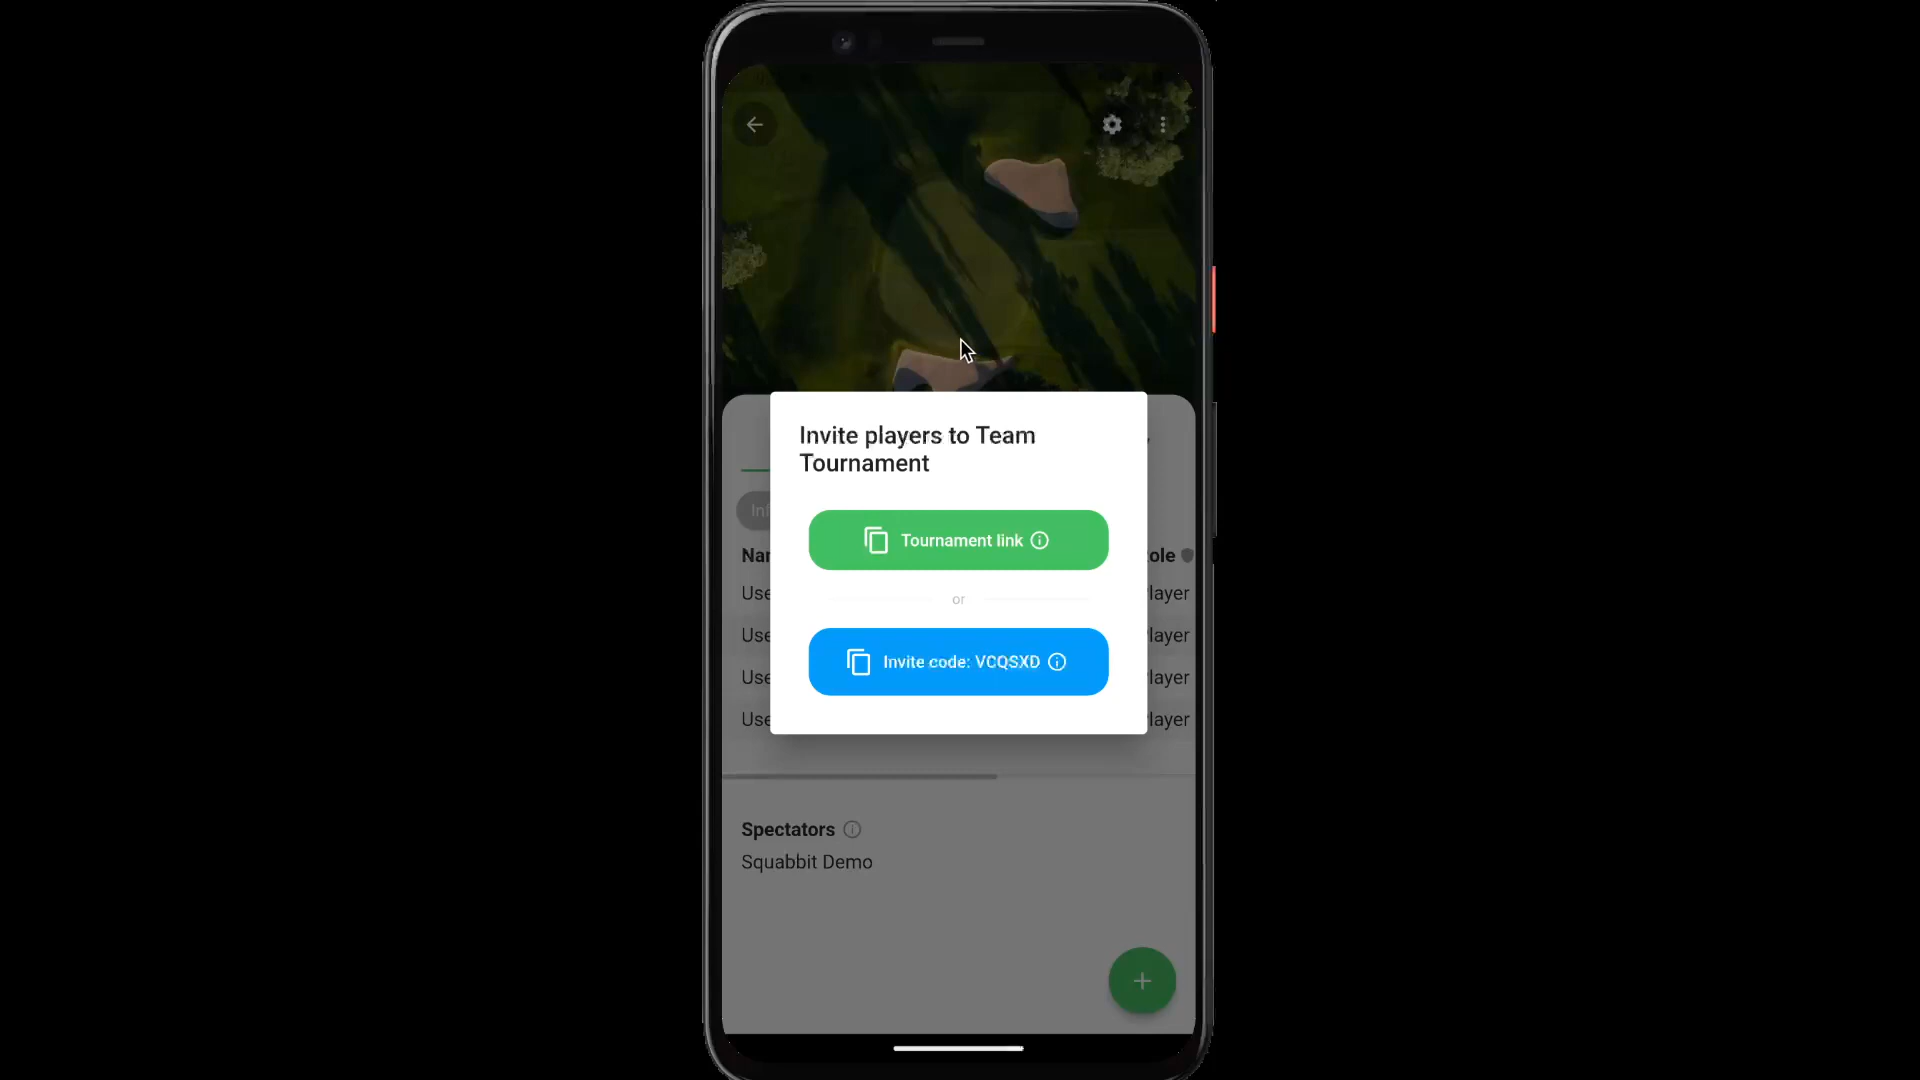 Invite players to Team
Tournament
Inf
Tournament link
Nar
ole
Use
layer
or
Use
layer
Invite code: VCQSXD
Use
layer
Use
layer
Spectators
Squabbit Demo